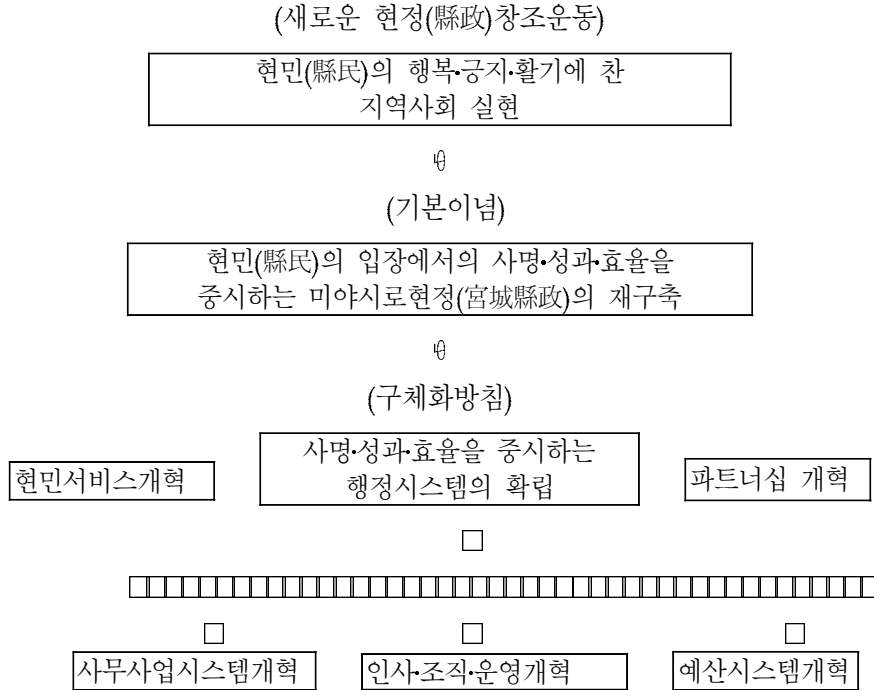 (새로운 현정(縣政)창조운동)
현민(縣民)의 행복·긍지·활기에 찬
지역사회 실현
(기본이념)
현민(縣民)의 입장에서의 사명·성과·효율을
중시하는 미야시로현정(宮城縣政)의 재구축
(구체화방침)
사명·성과·효율을 중시하는
행정시스템의 확립
현민서비스개혁
파트너십 개혁
사무사업시스템개혁
인사·조직·운영개혁
예산시스템개혁